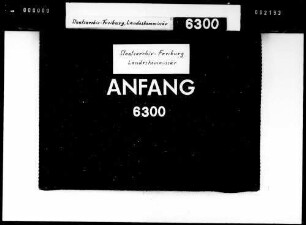 000003
Staatsarchiv Freiburg, Landeskommissär
6300
002193
Staatsarchiv Freiburg
Landeskommissär
ANFANG
6300